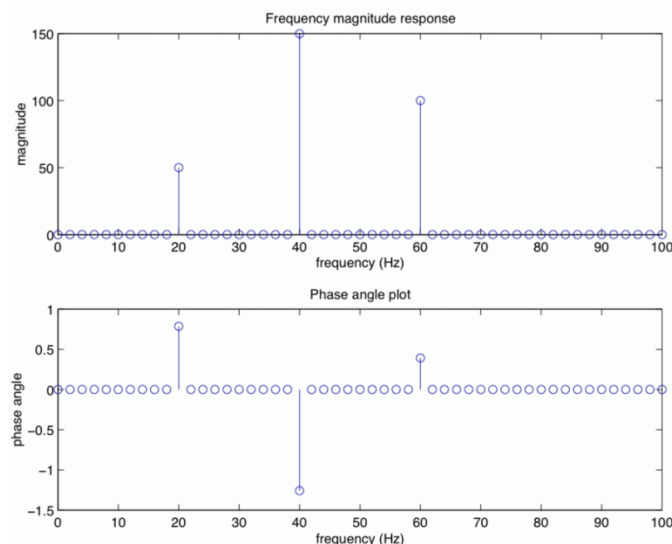 Frequency magnitude response
150
100
50
0
magnitude
0 10 20 30 40 50 60 70 80 90 100
frequency (Hz)
Phase angle plot
1
0.5
0
−0.5
−1
−1.5
phase angle
0 10 20 30 40 50 60 70 80 90 100
frequency (Hz)